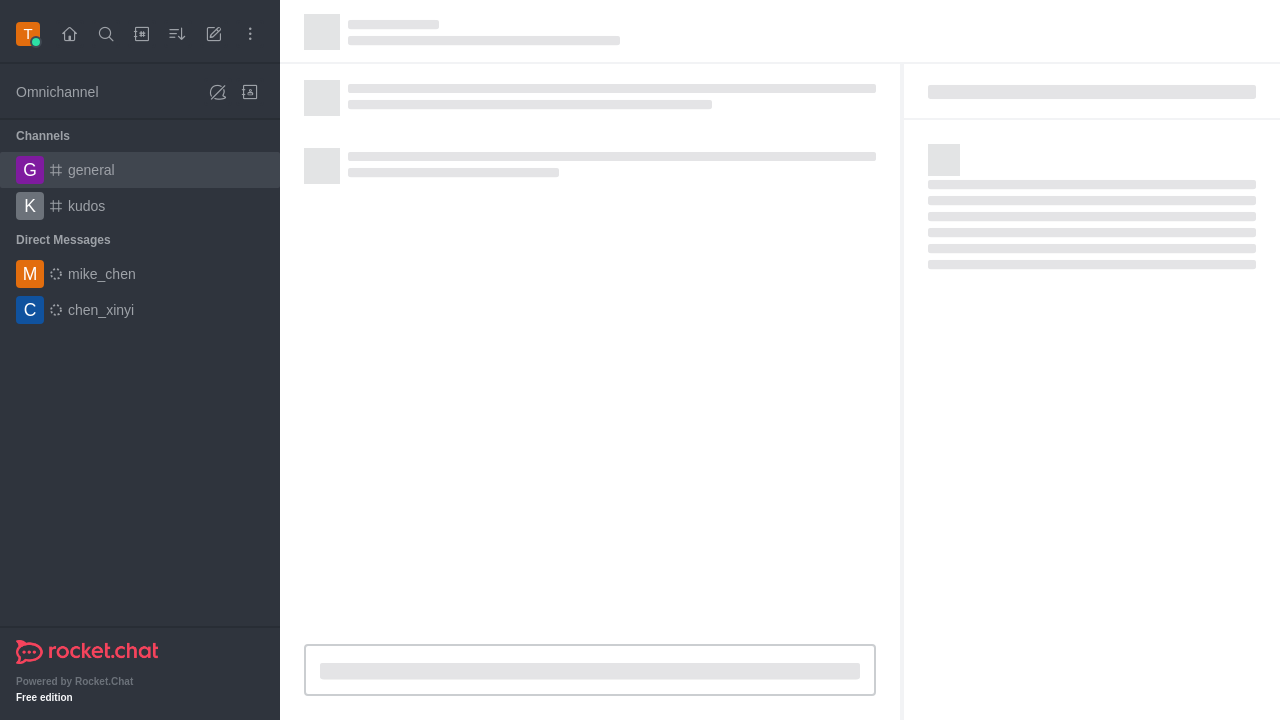 T
Omnichannel
Channels
G general
K kudos
Direct Messages
M mike_chen
C chen_xinyi
rocket.chat
Powered by Rocket.Chat
Free edition